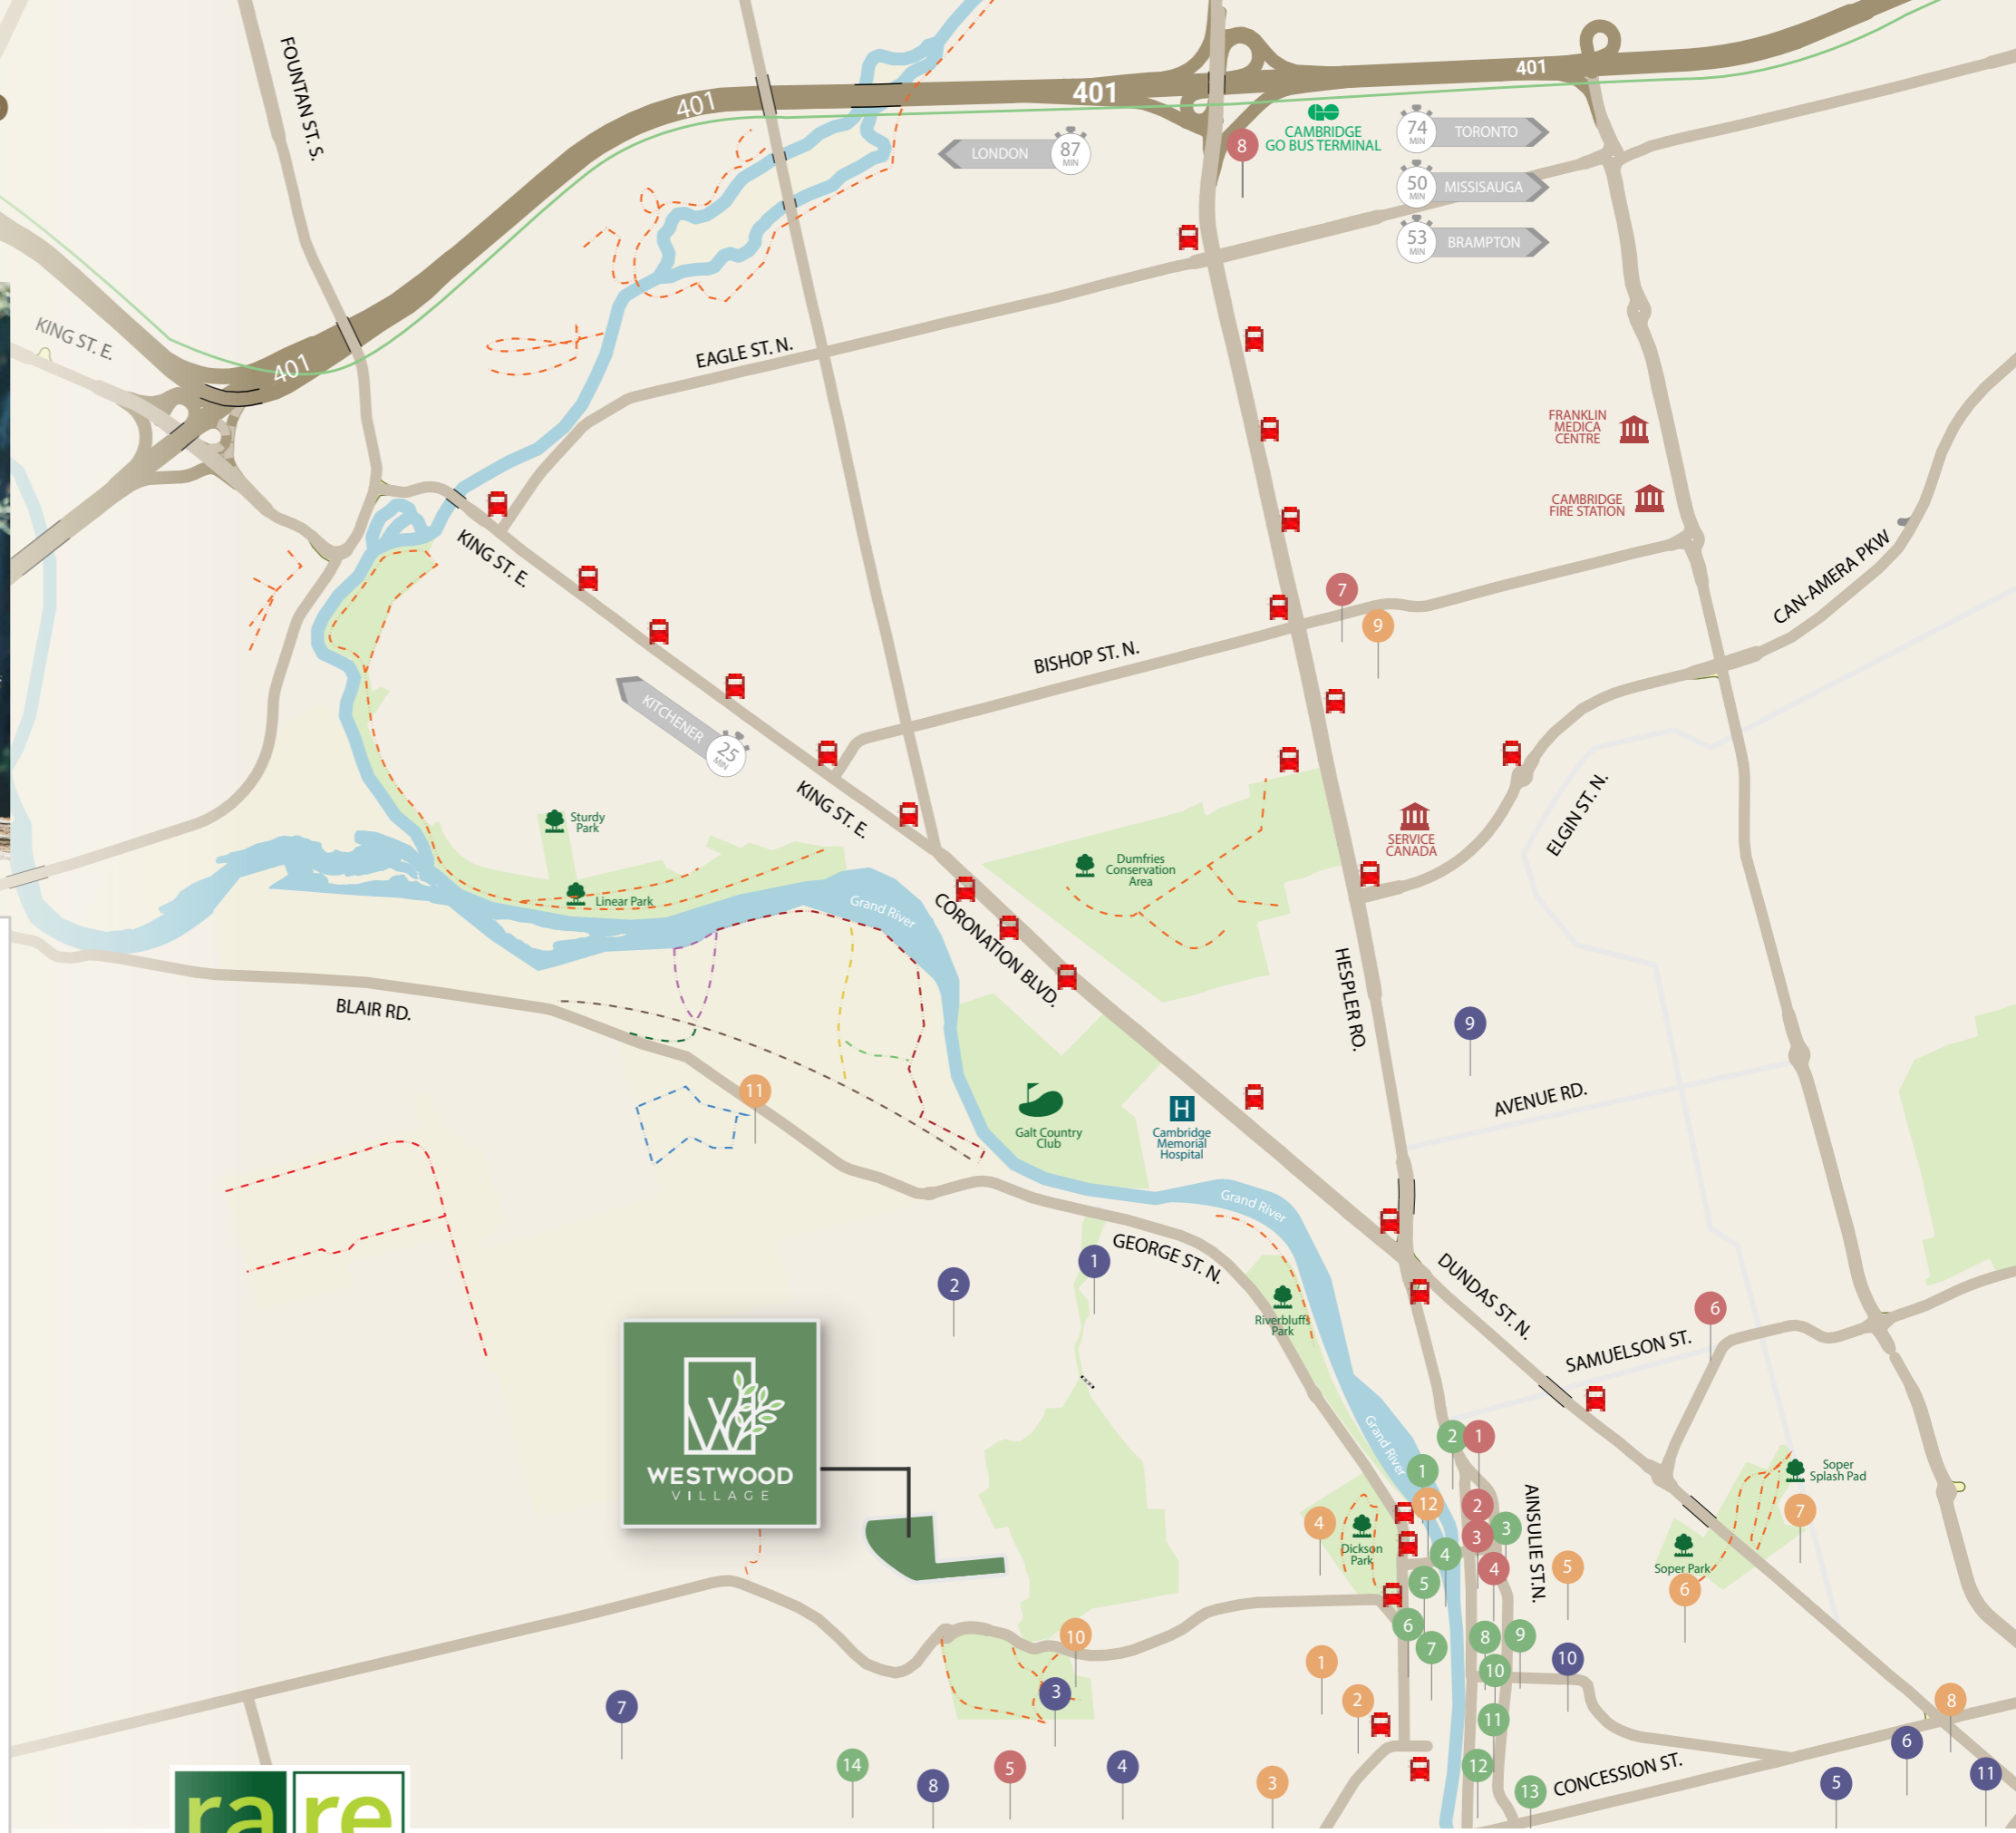 FOUNTAN ST. S.
401
401
401
401
LONDON
87
MIN
8
CAMBRIDGE
GO BUS TERMINAL
74
MIN
TORONTO
50
MIN
MISSISAUGA
53
MIN
BRAMPTON
KING ST. E.
EAGLE ST. N.
FRANKLIN
MEDICA
CENTRE
CAMBRIDGE
FIRE STATION
KING ST. E.
CAN-AMERA PKW
7
9
BISHOP ST. N.
KITCHENER
25
MIN
KING ST. E.
ELGIN ST. N.
Sturdy
Park
SERVICE
CANADA
Dumfries
Conservation
Area
Linear Park
Grand River
CORONATION BLVD.
HESPLER RO.
BLAIR RD.
9
11
AVENUE RD.
H
Galt Country
Club
Cambridge
Memorial
Hospital
Grand River
GEORGE ST. N.
1
2
DUNDAS ST. N.
Riverbluffs
Park
6
SAMUELSON ST.
WESTWOOD
VILLAGE
Grand River
2
1
1
Soper
Splash Pad
12
2
7
4
3
3
Dickson
Park
AINSULIE ST.N.
4
4
5
Soper Park
5
6
6
8
9
10
7
10
1
10
3
2
8
7
11
6
14
5
4
12
CONCESSION ST.
11
8
3
13
5
rare